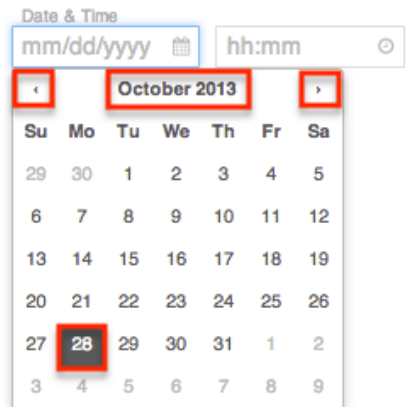 Date & Time
mm/dd/yyyy hh:mm
‹ October 2013 ›
Su Mo Tu We Th Fr Sa
29 30 1 2 3 4 5
6 7 8 9 10 11 12
13 14 15 16 17 18 19
20 21 22 23 24 25 26
27 28 29 30 31 1 2
3 4 5 6 7 8 9